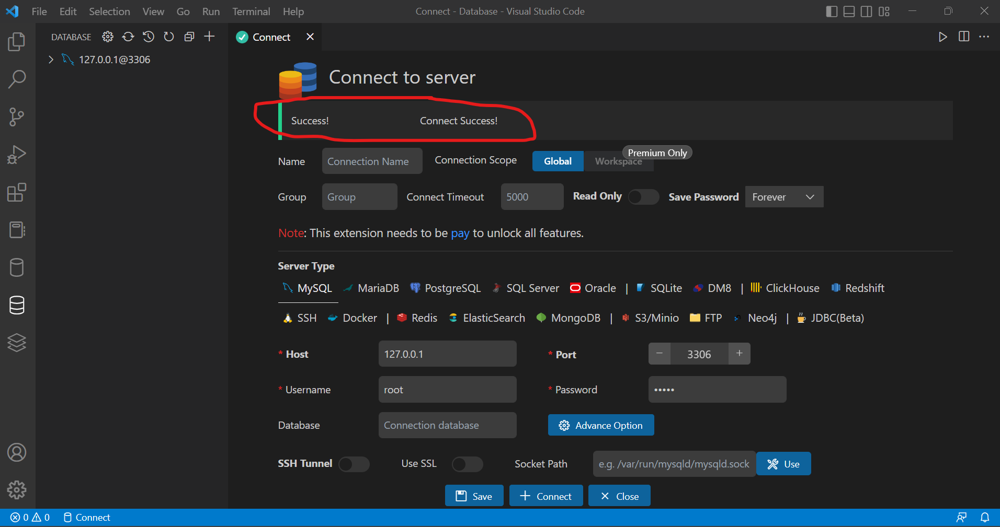 File Edit Selection View Go Run Terminal Help Connect - Database - Visual Studio Code
DATABASE
Connect
127.0.0.1@3306
Connect to server
Success! Connect Success!
Premium Only
Name Connection Name Connection Scope Global Workspace
Group Group Connect Timeout 5000 Read Only Save Password Forever
Note: This extension needs to be pay to unlock all features.
Server Type
MySQL MariaDB PostgreSQL SQL Server Oracle | SQLite DM8 | ClickHouse Redshift
SSH Docker | Redis ElasticSearch MongoDB | S3/Minio FTP Neo4j | JDBC(Beta)
* Host 127.0.0.1 * Port − 3306 +
* Username root * Password •••••
Database Connection database Advance Option
SSH Tunnel Use SSL Socket Path e.g. /var/run/mysqld/mysqld.sock Use
Save Connect Close
0 0 Connect